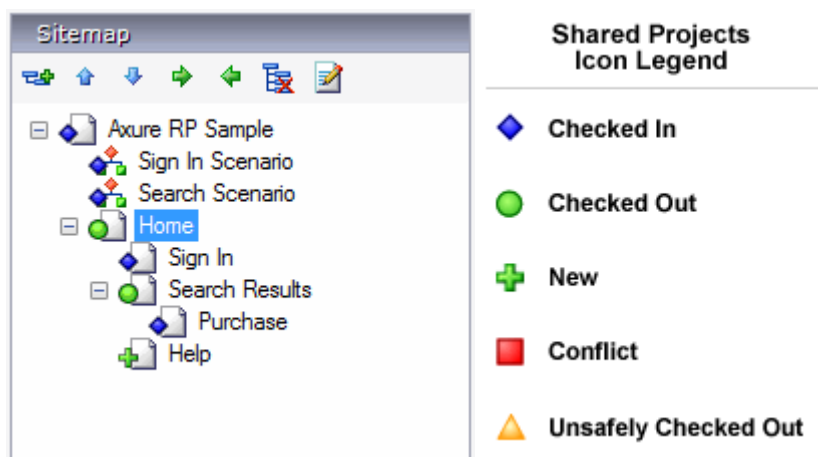 Sitemap
Axure RP Sample
Sign In Scenario
Search Scenario
Home
Sign In
Search Results
Purchase
Help
Shared Projects
Icon Legend
Checked In
Checked Out
New
Conflict
Unsafely Checked Out